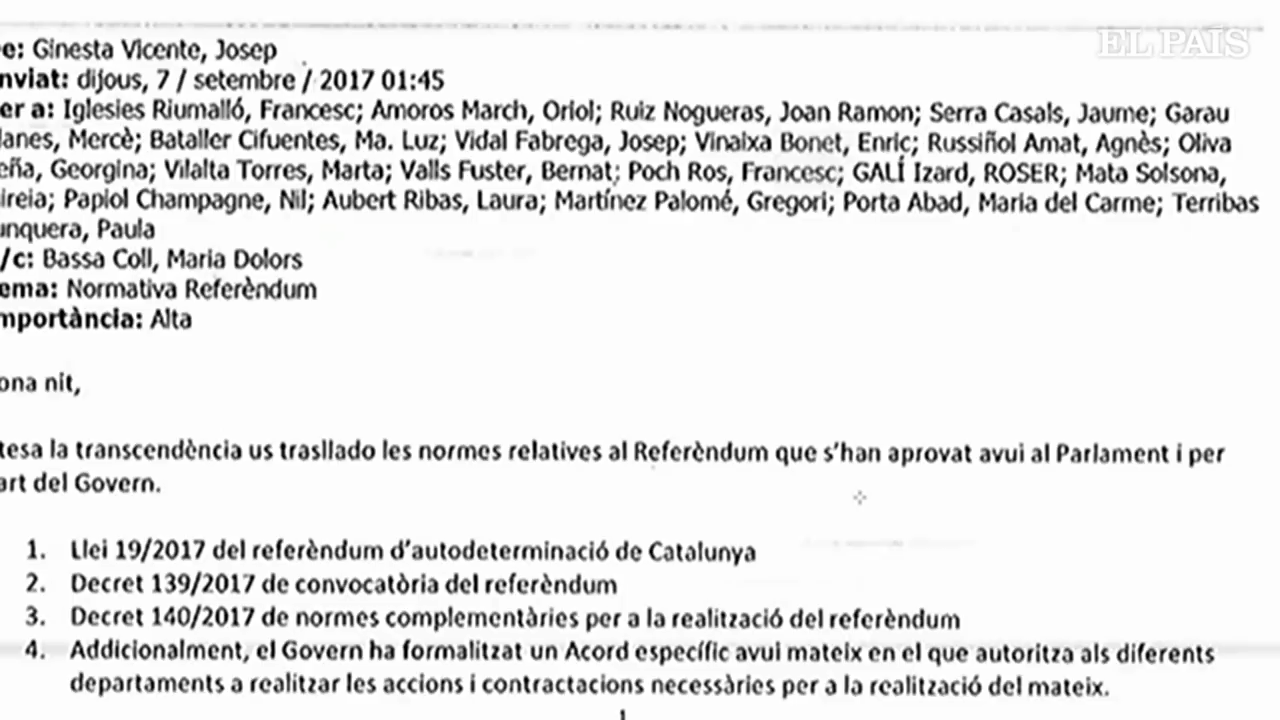 EL PAÍS
e: Ginesta Vicente, Josep
nviat: dijous, 7 / setembre / 2017 01:45
er a: Iglesies Riumalló, Francesc; Amoros March, Oriol; Ruiz Nogueras, Joan Ramon; Serra Casals, Jaume; Garau
lanes, Mercè; Bataller Cifuentes, Ma. Luz; Vidal Fabrega, Josep; Vinaixa Bonet, Enric; Russiñol Amat, Agnès; Oliva
eña, Georgina; Vilalta Torres, Marta; Valls Fuster, Bernat; Poch Ros, Francesc; GALÍ Izard, ROSER; Mata Solsona,
ireia; Papiol Champagne, Nil; Aubert Ribas, Laura; Martínez Palomé, Gregori; Porta Abad, Maria del Carme; Terribas
unquera, Paula
/c: Bassa Coll, Maria Dolors
ema: Normativa Referèndum
mportància: Alta
ona nit,
tesa la transcendència us trasllado les normes relatives al Referèndum que s'han aprovat avui al Parlament i per
art del Govern.
1. Llei 19/2017 del referèndum d'autodeterminació de Catalunya
2. Decret 139/2017 de convocatòria del referèndum
3. Decret 140/2017 de normes complementàries per a la realització del referèndum
4. Addicionalment, el Govern ha formalitzat un Acord específic avui mateix en el que autoritza als diferents
departaments a realitzar les accions i contractacions necessàries per a la realització del mateix.